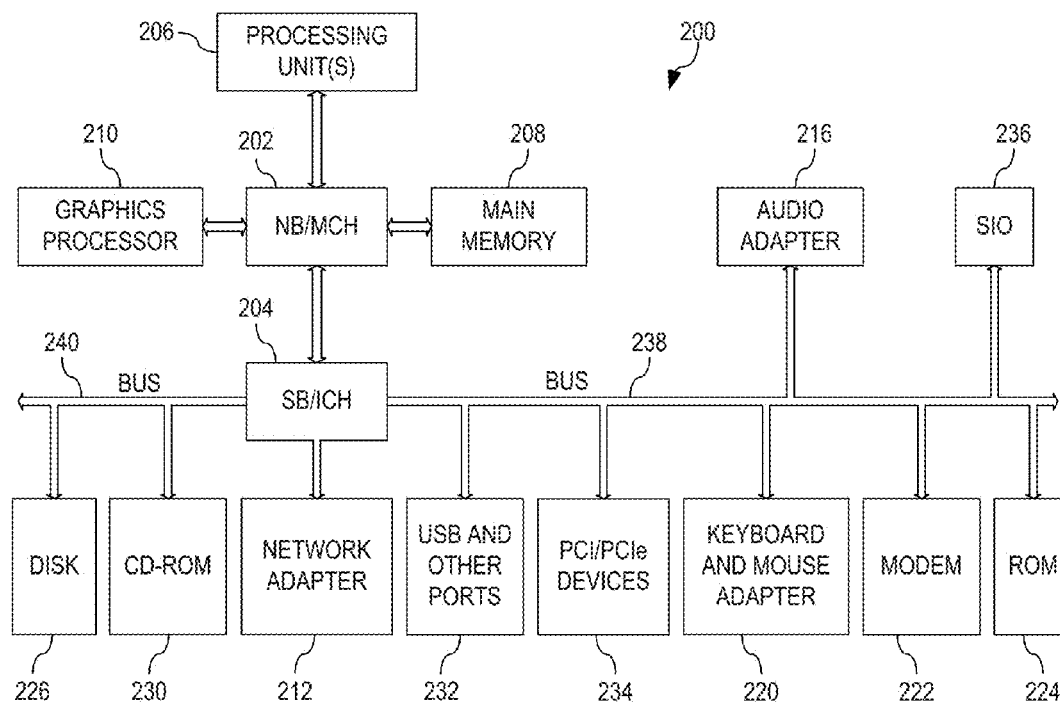 206
PROCESSING
UNIT(S)
200
210
202
208
216
236
GRAPHICS
PROCESSOR
NB/MCH
MAIN
MEMORY
AUDIO
ADAPTER
SIO
204
240
BUS
SB/ICH
BUS
238
DISK
CD-ROM
NETWORK
ADAPTER
USB AND
OTHER
PORTS
PCI/PCIe
DEVICES
KEYBOARD
AND MOUSE
ADAPTER
MODEM
ROM
226
230
212
232
234
220
222
224